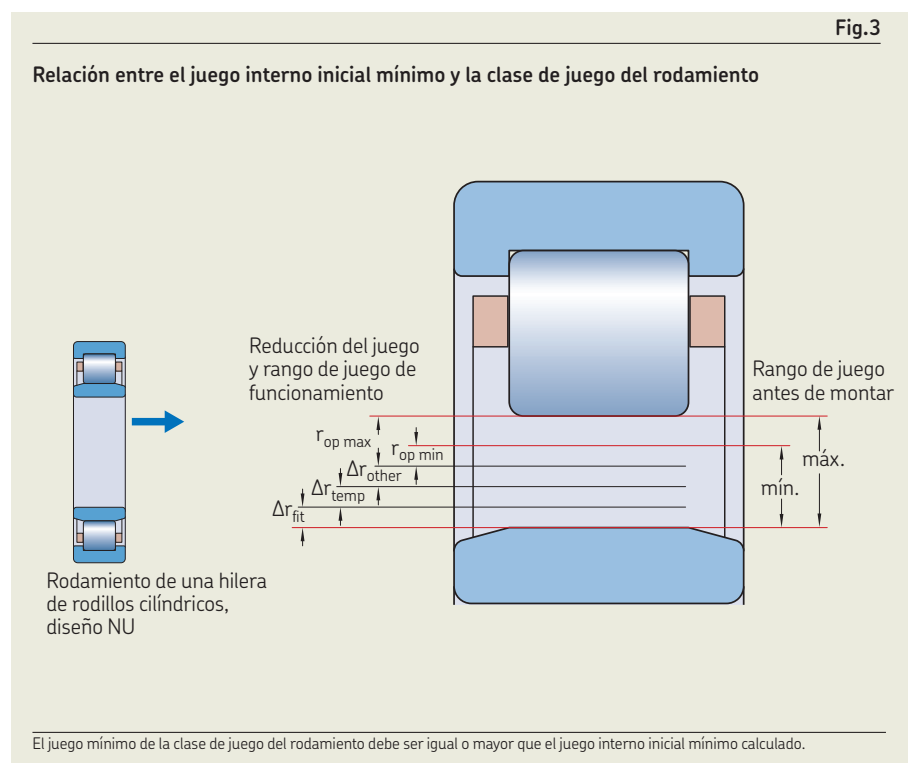 Fig.3
Relación entre el juego interno inicial mínimo y la clase de juego del rodamiento
Reducción del juego
y rango de juego de
funcionamiento
Rango de juego
antes de montar
r op max
r op min
Δr other
Δr temp
Δr fit
máx.
mín.
Rodamiento de una hilera
de rodillos cilíndricos,
diseño NU
El juego mínimo de la clase de juego del rodamiento debe ser igual o mayor que el juego interno inicial mínimo calculado.